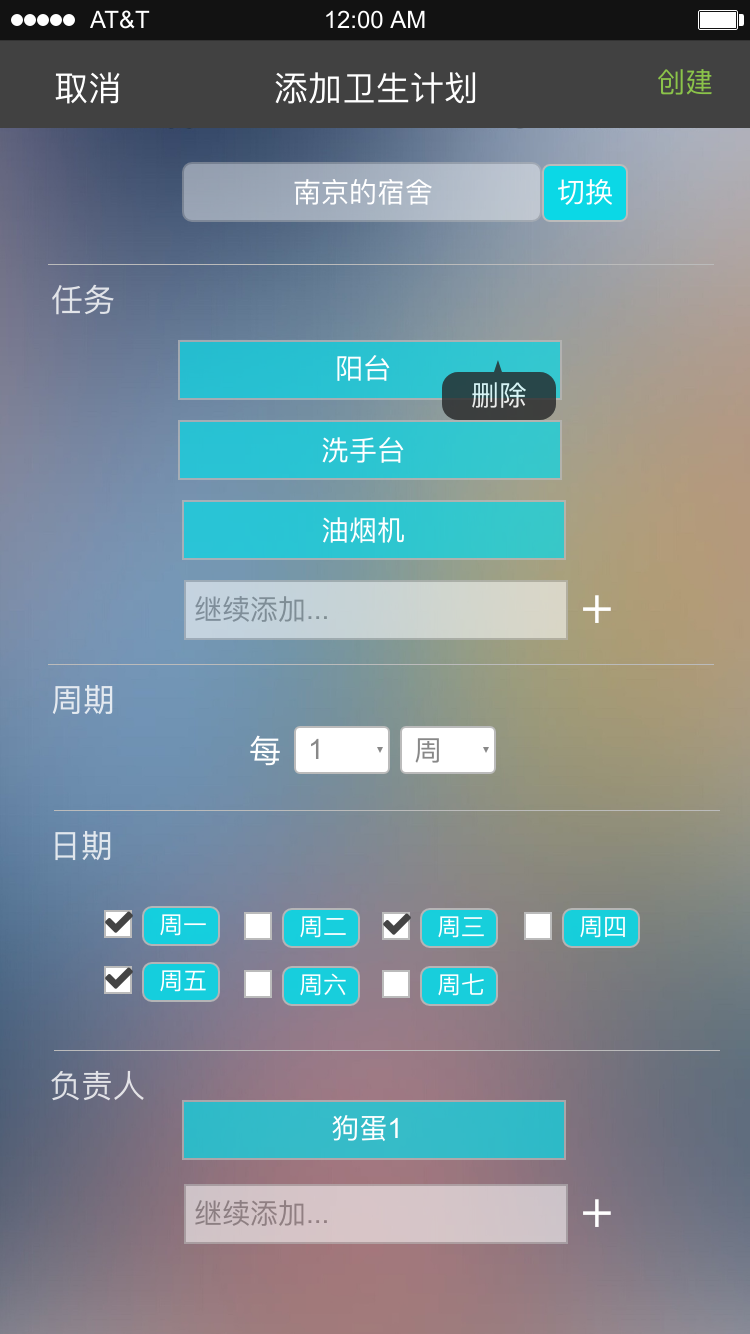 AT&T 12:00 AM
取消 添加卫生计划 创建
南京的宿舍 切换
任务
阳台
删除
洗手台
油烟机
继续添加...
周期
每 1 周
日期
周一 周二 周三 周四
周五 周六 周七
负责人
狗蛋1
继续添加...